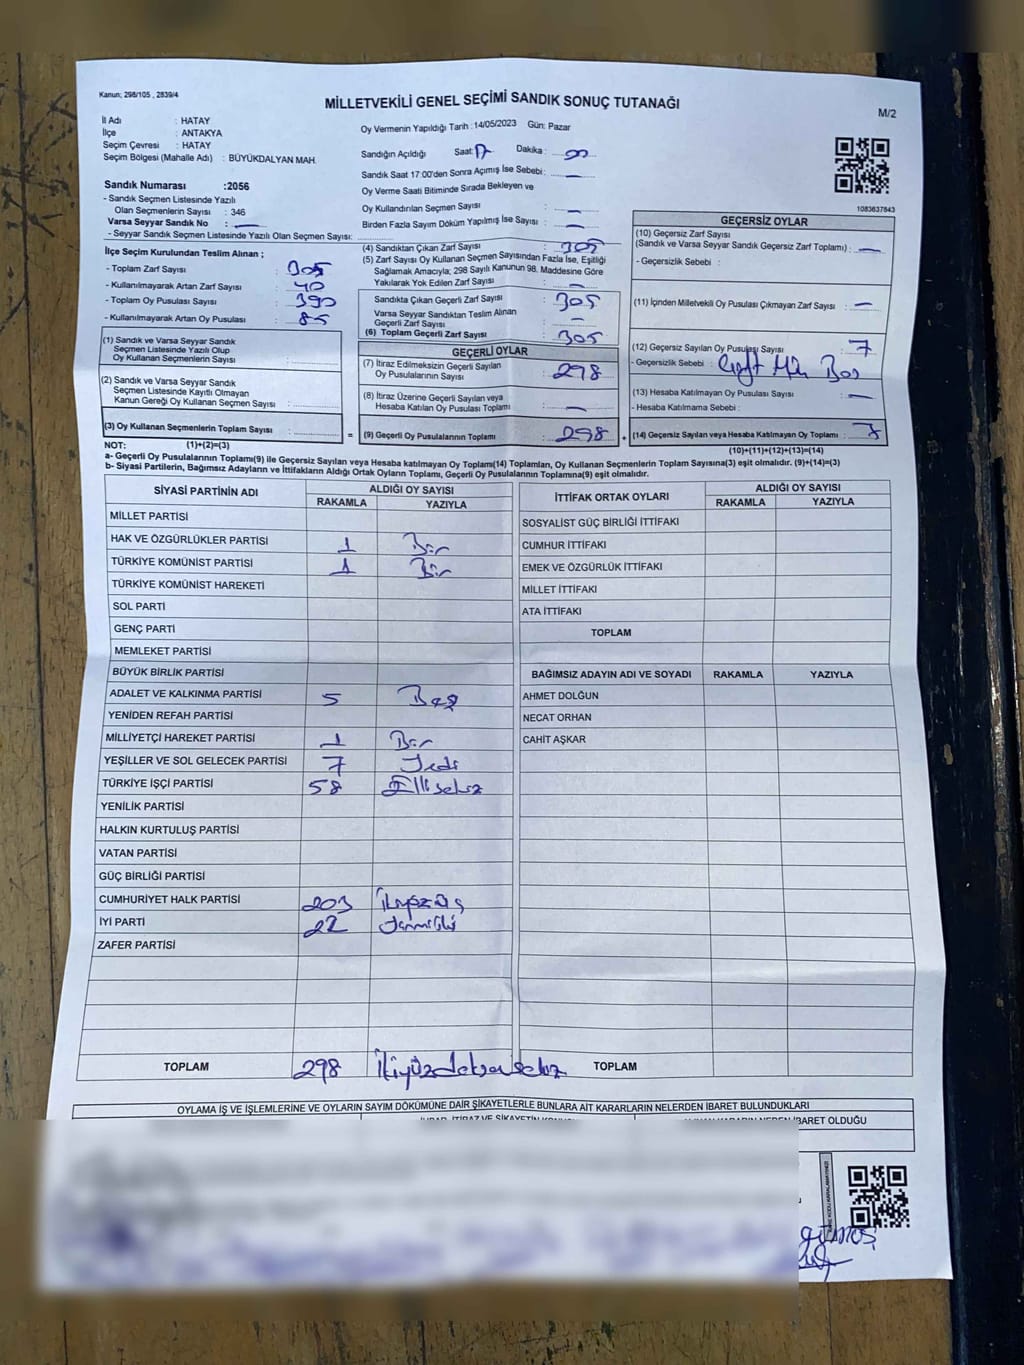 Kanun; 298/105 , 2839/4
MİLLETVEKİLİ GENEL SEÇİMİ SANDIK SONUÇ TUTANAĞI
M/2
İl Adı : HATAY
İlçe : ANTAKYA
Seçim Çevresi : HATAY
Seçim Bölgesi (Mahalle Adı) : BÜYÜKDALYAN MAH.
Sandık Numarası :2056
- Sandık Seçmen Listesinde Yazılı
Olan Seçmenlerin Sayısı : 346
Varsa Seyyar Sandık No : —
- Seyyar Sandık Seçmen Listesinde Yazılı Olan Seçmen Sayısı:
İlçe Seçim Kurulundan Teslim Alınan ;
- Toplam Zarf Sayısı : 305
- Kullanılmayarak Artan Zarf Sayısı : 40
- Toplam Oy Pusulası Sayısı : 390
- Kullanılmayarak Artan Oy Pusulası : 85
(1) Sandık ve Varsa Seyyar Sandık
Seçmen Listesinde Yazılı Olup
Oy Kullanan Seçmenlerin Sayısı :
(2) Sandık ve Varsa Seyyar Sandık
Seçmen Listesinde Kayıtlı Olmayan
Kanun Gereği Oy Kullanan Seçmen Sayısı :
(3) Oy Kullanan Seçmenlerin Toplam Sayısı :
Oy Vermenin Yapıldığı Tarih :14/05/2023 Gün: Pazar
Sandığın Açıldığı Saat: 17 Dakika : 00
Sandık Saat 17:00'den Sonra Açımış İse Sebebi : —
Oy Verme Saati Bitiminde Sırada Bekleyen ve
Oy Kullandırılan Seçmen Sayısı : —
Birden Fazla Sayım Döküm Yapılmış İse Sayısı : —
(4) Sandıktan Çıkan Zarf Sayısı : 305
(5) Zarf Sayısı Oy Kullanan Seçmen Sayısından Fazla İse, Eşitliği
Sağlamak Amacıyla; 298 Sayılı Kanunun 98. Maddesine Göre
Yakılarak Yok Edilen Zarf Sayısı : —
Sandıkta Çıkan Geçerli Zarf Sayısı : 305
Varsa Seyyar Sandıktan Teslim Alınan
Geçerli Zarf Sayısı : —
(6) Toplam Geçerli Zarf Sayısı : 305
GEÇERLİ OYLAR
(7) İtiraz Edilmeksizin Geçerli Sayılan
Oy Pusulalarının Sayısı : 298
(8) İtiraz Üzerine Geçerli Sayılan veya
Hesaba Katılan Oy Pusulası Toplamı : —
= (9) Geçerli Oy Pusulalarının Toplamı : 298
1083637843
GEÇERSİZ OYLAR
(10) Geçersiz Zarf Sayısı
(Sandık ve Varsa Seyyar Sandık Geçersiz Zarf Toplamı) : —
- Geçersizlik Sebebi :
(11) İçinden Milletvekili Oy Pusulası Çıkmayan Zarf Sayısı : —
(12) Geçersiz Sayılan Oy Pusulası Sayısı : 7
- Geçersizlik Sebebi : Çift Müh Boş
(13) Hesaba Katılmayan Oy Pusulası Sayısı : —
- Hesaba Katılmama Sebebi :
+ (14) Geçersiz Sayılan veya Hesaba Katılmayan Oy Toplamı : 7
(10)+(11)+(12)+(13)=(14)
NOT: (1)+(2)=(3)
a- Geçerli Oy Pusulalarının Toplamı(9) ile Geçersiz Sayılan veya Hesaba katılmayan Oy Toplamı(14) Toplamları, Oy Kullanan Seçmenlerin Toplam Sayısına(3) eşit olmalıdır. (9)+(14)=(3)
b- Siyasi Partilerin, Bağımsız Adayların ve İttifakların Aldığı Ortak Oyların Toplamı, Geçerli Oy Pusulalarının Toplamına(9) eşit olmalıdır.
SİYASİ PARTİNİN ADI ALDIĞI OY SAYISI
RAKAMLA YAZIYLA
MİLLET PARTİSİ
HAK VE ÖZGÜRLÜKLER PARTİSİ 1 Bir
TÜRKİYE KOMÜNİST PARTİSİ 1 Bir
TÜRKİYE KOMÜNİST HAREKETİ
SOL PARTİ
GENÇ PARTİ
MEMLEKET PARTİSİ
BÜYÜK BİRLİK PARTİSİ
ADALET VE KALKINMA PARTİSİ 5 Beş
YENİDEN REFAH PARTİSİ
MİLLİYETÇİ HAREKET PARTİSİ 1 Bir
YEŞİLLER VE SOL GELECEK PARTİSİ 7 Yedi
TÜRKİYE İŞÇİ PARTİSİ 58 Ellisekiz
YENİLİK PARTİSİ
HALKIN KURTULUŞ PARTİSİ
VATAN PARTİSİ
GÜÇ BİRLİĞİ PARTİSİ
CUMHURİYET HALK PARTİSİ 203 İkiyüzüç
İYİ PARTİ 22 Yirmiiki
ZAFER PARTİSİ
TOPLAM 298 İkiyüzdoksansekiz
İTTİFAK ORTAK OYLARI ALDIĞI OY SAYISI
RAKAMLA YAZIYLA
SOSYALİST GÜÇ BİRLİĞİ İTTİFAKI
CUMHUR İTTİFAKI
EMEK VE ÖZGÜRLÜK İTTİFAKI
MİLLET İTTİFAKI
ATA İTTİFAKI
TOPLAM
BAĞIMSIZ ADAYIN ADI VE SOYADI RAKAMLA YAZIYLA
AHMET DOLĞUN
NECAT ORHAN
CAHİT AŞKAR
TOPLAM
OYLAMA İŞ VE İŞLEMLERİNE VE OYLARIN SAYIM DÖKÜMÜNE DAİR ŞİKAYETLERLE BUNLARA AİT KARARLARIN NELERDEN İBARET BULUNDUKLARI
İBARET OLDUĞU